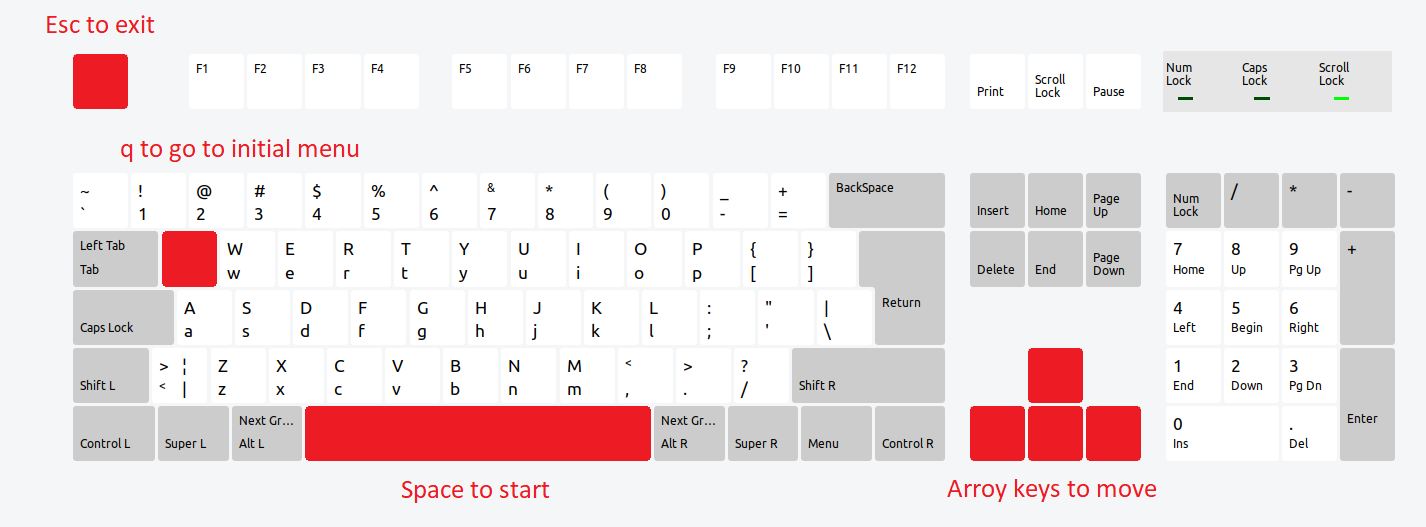 Esc to exit
F1 F2 F3 F4 F5 F6 F7 F8 F9 F10 F11 F12 Print Scroll Lock Pause Num Lock Caps Lock Scroll Lock
q to go to initial menu
~ ! @ # $ % ^ & * ( ) _ + BackSpace
` 1 2 3 4 5 6 7 8 9 0 - =
Insert Home Page Up Num Lock / * -
Left Tab W E R T Y U I O P { }
Tab w e r t y u i o p [ ]
Delete End Page Down 7 8 9 +
Home Up Pg Up
A S D F G H J K L : " | Return
Caps Lock a s d f g h j k l ; ' \
4 5 6
Left Begin Right
> ¦ Z X C V B N M < > ?
Shift L < | z x c v b n m , . / Shift R
1 2 3
End Down Pg Dn
Next Gr... Next Gr...
Control L Super L Alt L Alt R Super R Menu Control R
0 . Enter
Ins Del
Space to start
Arroy keys to move